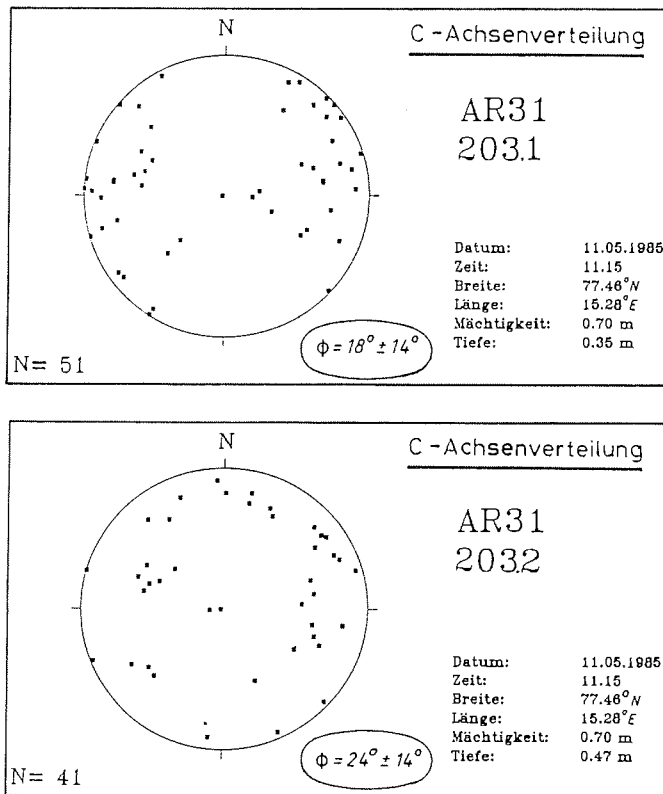 N
C-Achsenverteilung
AR31
203.1
Datum: 11.05.1985
Zeit: 11.15
Breite: 77.46°N
Länge: 15.28°E
Mächtigkeit: 0.70 m
Tiefe: 0.35 m
ϕ = 18° ± 14°
N= 51
N
C-Achsenverteilung
AR31
203.2
Datum: 11.05.1985
Zeit: 11.15
Breite: 77.46°N
Länge: 15.28°E
Mächtigkeit: 0.70 m
Tiefe: 0.47 m
ϕ = 24° ± 14°
N= 41